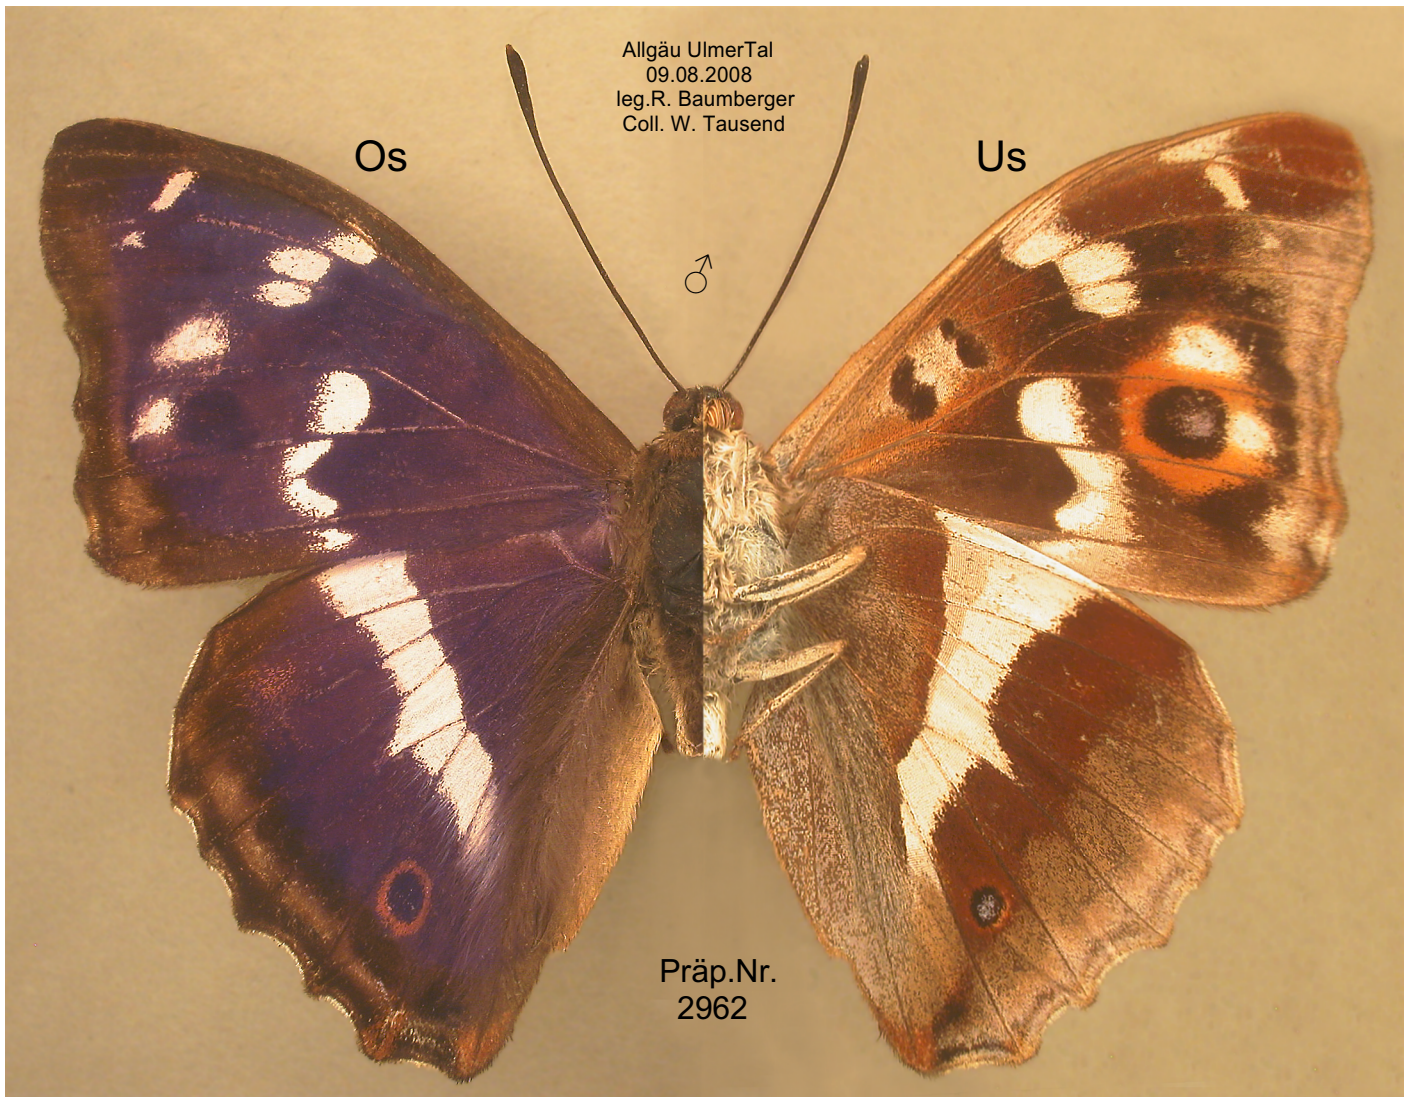 Allgäu UlmerTal
09.08.2008
leg.R. Baumberger
Coll. W. Tausend
Os
Us
♂
Präp.Nr.
2962